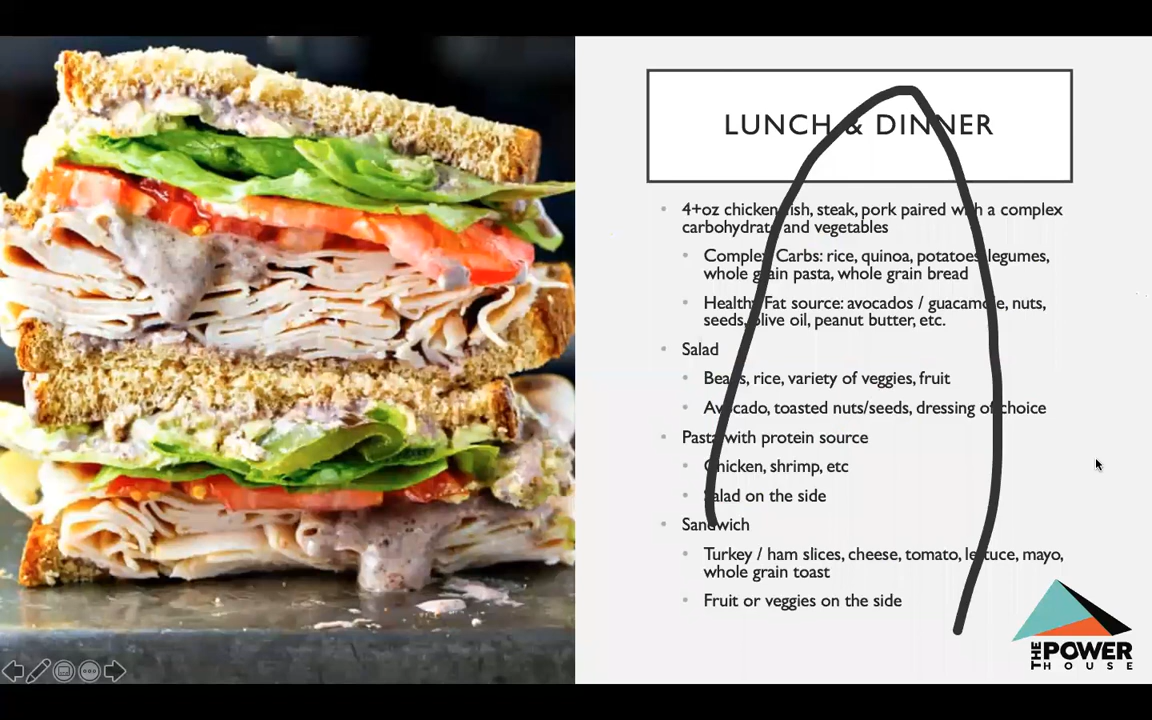 LUNCH & DINNER
4+oz chicken, fish, steak, pork paired with a complex
carbohydrate and vegetables
Complex Carbs: rice, quinoa, potatoes, legumes,
whole grain pasta, whole grain bread
Healthy Fat source: avocados / guacamole, nuts,
seeds, olive oil, peanut butter, etc.
Salad
Beans, rice, variety of veggies, fruit
Avocado, toasted nuts/seeds, dressing of choice
Pasta with protein source
Chicken, shrimp, etc
Salad on the side
Sandwich
Turkey / ham slices, cheese, tomato, lettuce, mayo,
whole grain toast
Fruit or veggies on the side
THE POWER
HOUSE